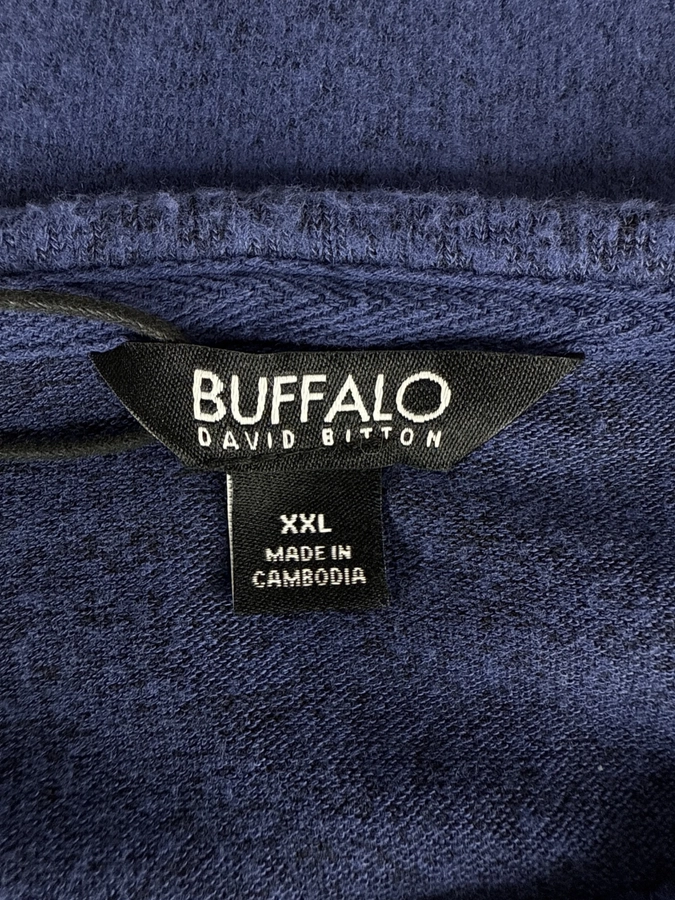 BUFFALO
DAVID BITTON
XXL
MADE IN
CAMBODIA